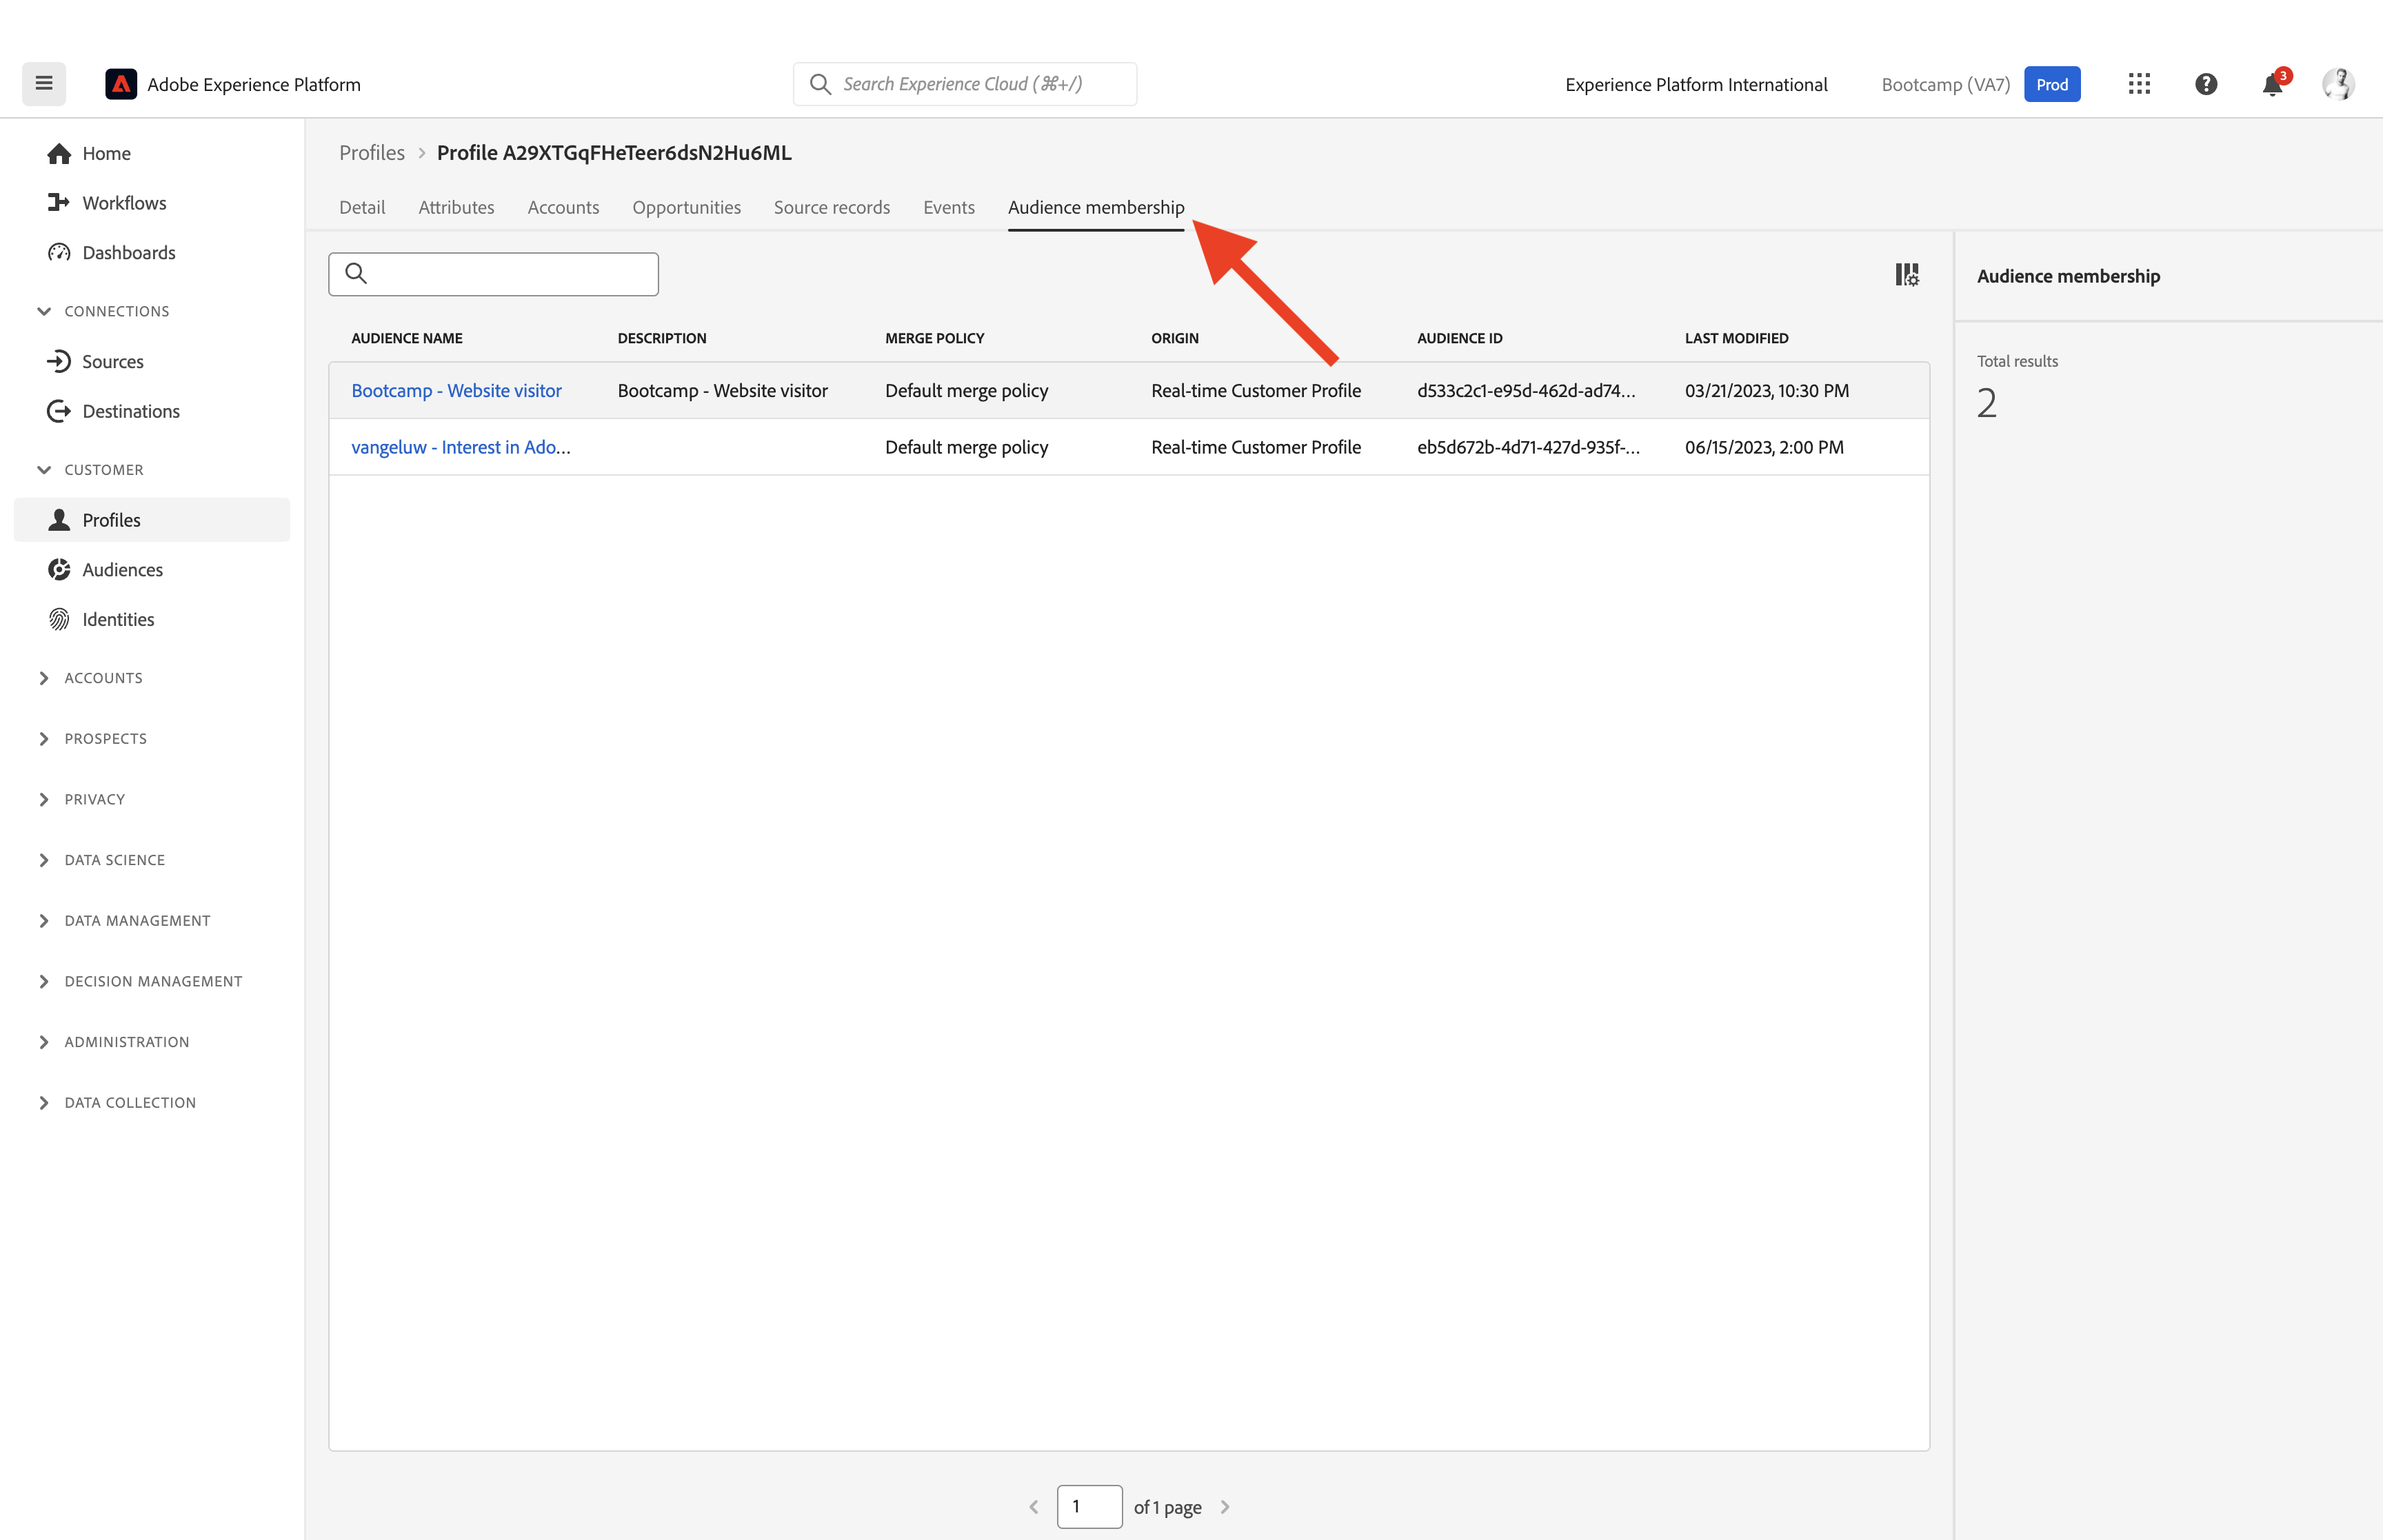 Adobe Experience Platform
Search Experience Cloud (⌘+/)
Experience Platform International
Bootcamp (VA7)
Prod
3
Home
Workflows
Dashboards
CONNECTIONS
Sources
Destinations
CUSTOMER
Profiles
Audiences
Identities
ACCOUNTS
PROSPECTS
PRIVACY
DATA SCIENCE
DATA MANAGEMENT
DECISION MANAGEMENT
ADMINISTRATION
DATA COLLECTION
Profiles > Profile A29XTGqFHeTeer6dsN2Hu6ML
Detail Attributes Accounts Opportunities Source records Events Audience membership
AUDIENCE NAME DESCRIPTION MERGE POLICY ORIGIN AUDIENCE ID LAST MODIFIED
Bootcamp - Website visitor Bootcamp - Website visitor Default merge policy Real-time Customer Profile d533c2c1-e95d-462d-ad74... 03/21/2023, 10:30 PM
vangeluw - Interest in Ado... Default merge policy Real-time Customer Profile eb5d672b-4d71-427d-935f-... 06/15/2023, 2:00 PM
1 of 1 page
Audience membership
Total results
2